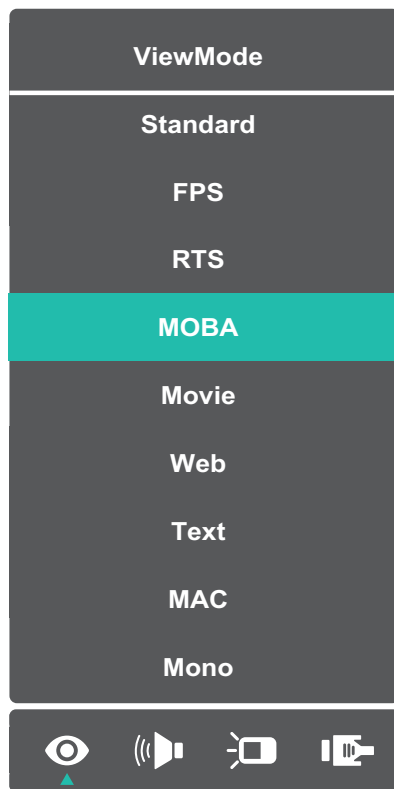 ViewMode
Standard
FPS
RTS
MOBA
Movie
Web
Text
MAC
Mono